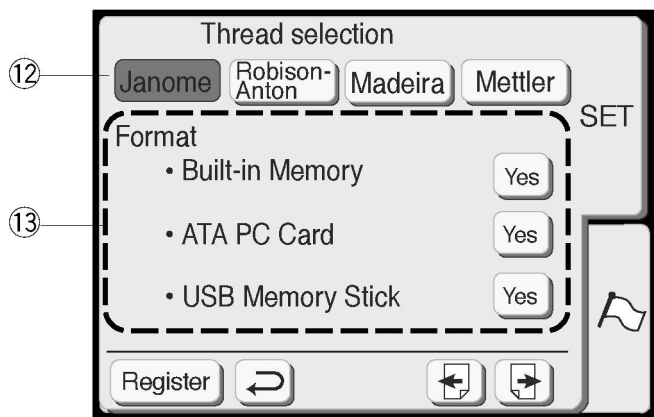 Thread selection
⑫ Janome Robison-Anton Madeira Mettler
SET
Format
• Built-in Memory Yes
⑬ • ATA PC Card Yes
• USB Memory Stick Yes
Register